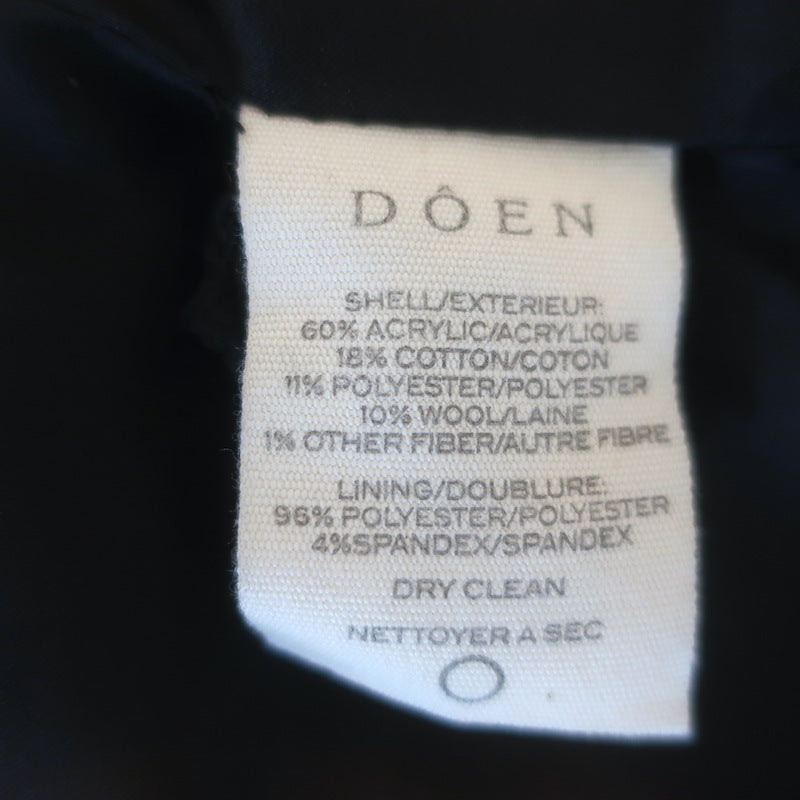 DÔEN
SHELL/EXTERIEUR:
60% ACRYLIC/ACRYLIQUE
18% COTTON/COTON
11% POLYESTER/POLYESTER
10% WOOL/LAINE
1% OTHER FIBER/AUTRE FIBRE
LINING/DOUBLURE:
96% POLYESTER/POLYESTER
4%SPANDEX/SPANDEX
DRY CLEAN
NETTOYER A SEC